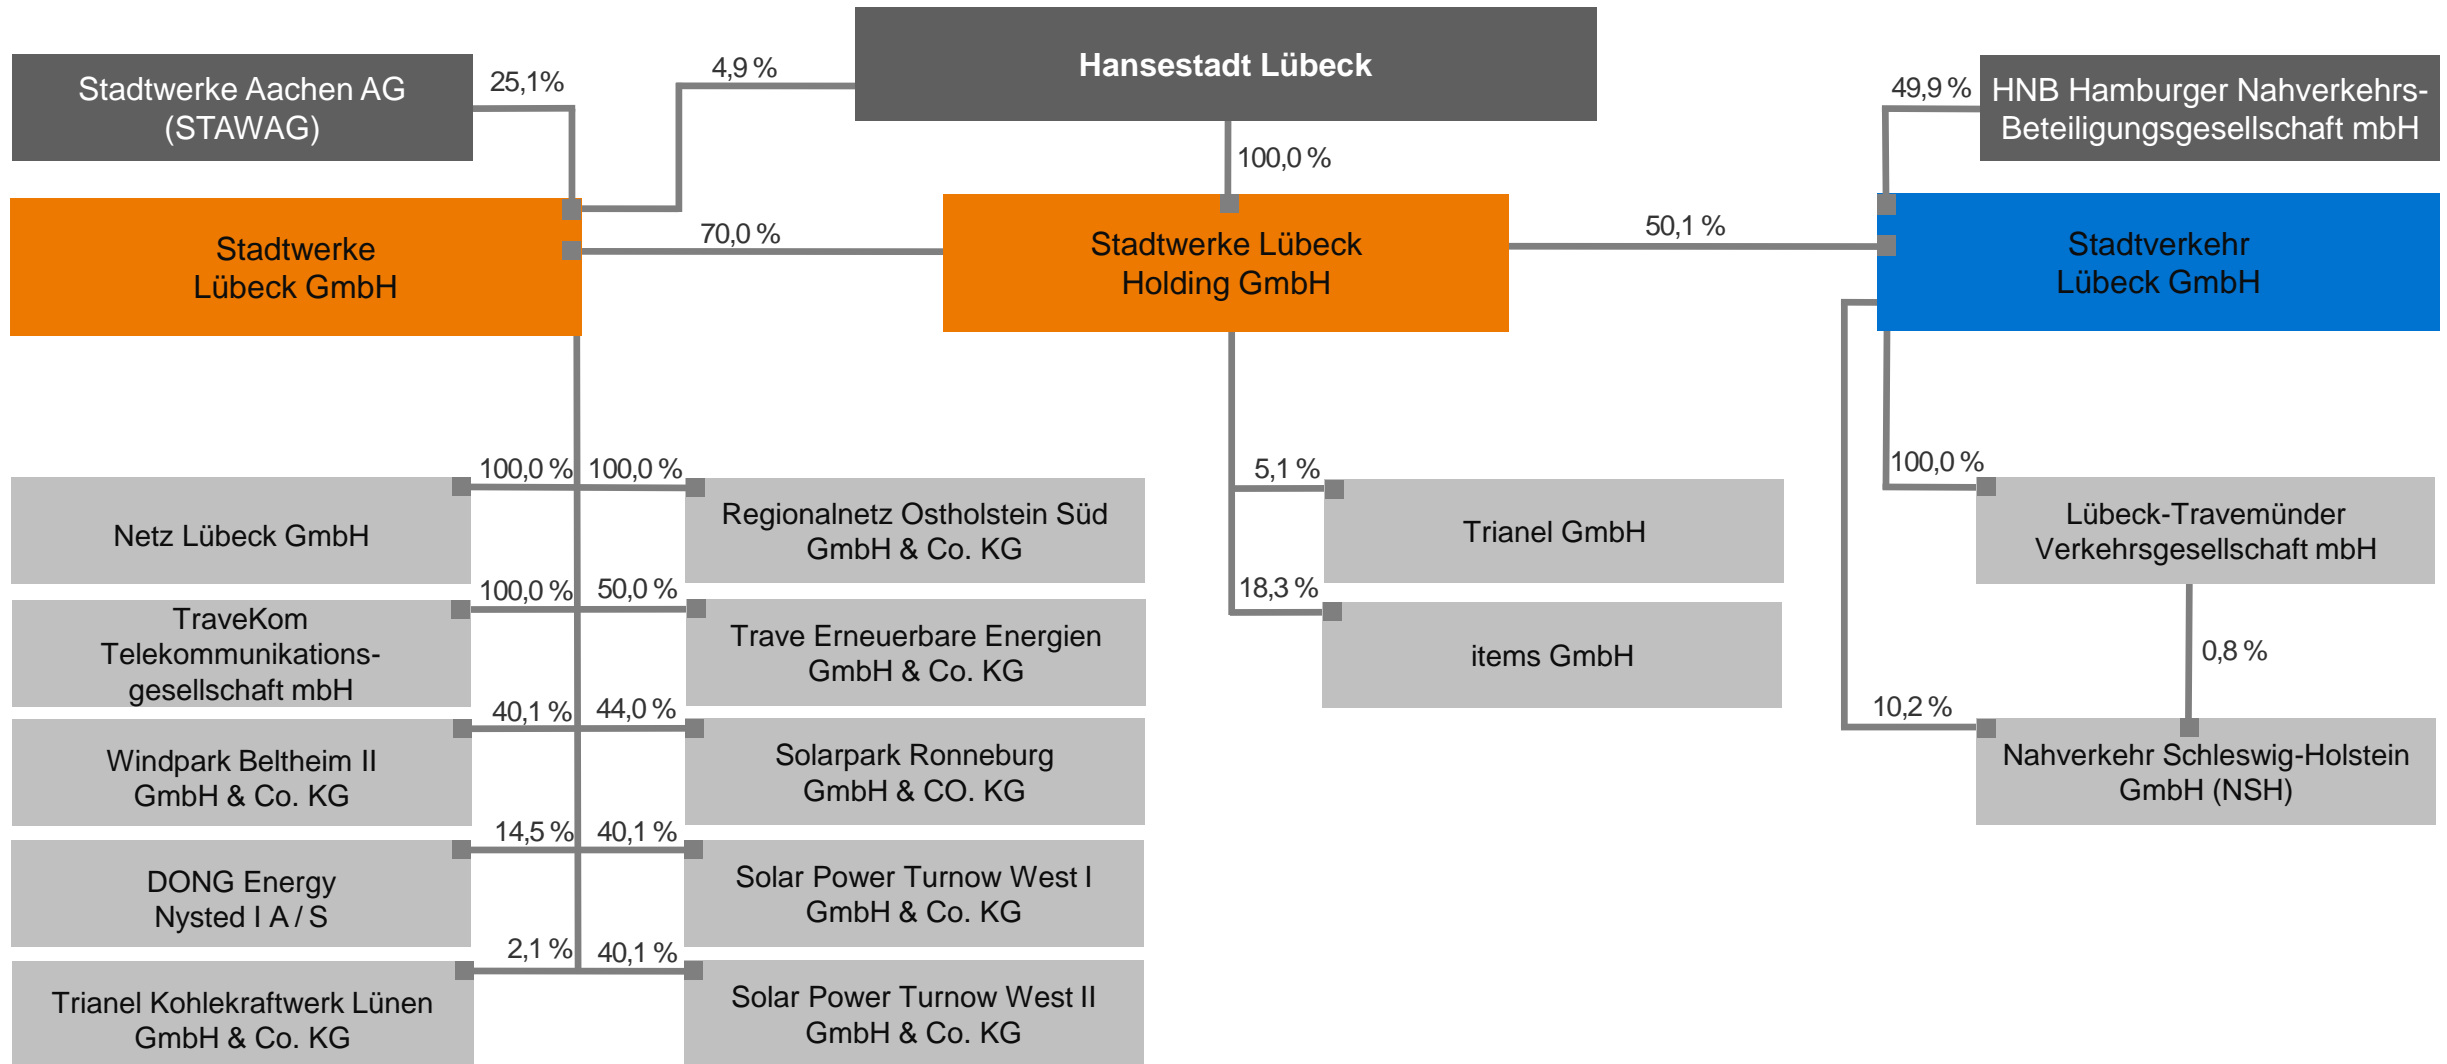 Hansestadt Lübeck
Stadtwerke Aachen AG
(STAWAG)
25,1%
4,9 %
100,0 %
49,9 %
HNB Hamburger Nahverkehrs-
Beteiligungsgesellschaft mbH
Stadtwerke
Lübeck GmbH
70,0 %
Stadtwerke Lübeck
Holding GmbH
50,1 %
Stadtverkehr
Lübeck GmbH
100,0 %
100,0 %
Netz Lübeck GmbH
Regionalnetz Ostholstein Süd
GmbH & Co. KG
100,0 %
50,0 %
TraveKom
Telekommunikations-
gesellschaft mbH
Trave Erneuerbare Energien
GmbH & Co. KG
40,1 %
44,0 %
Windpark Beltheim II
GmbH & Co. KG
Solarpark Ronneburg
GmbH & CO. KG
14,5 %
40,1 %
DONG Energy
Nysted I A / S
Solar Power Turnow West I
GmbH & Co. KG
2,1 %
40,1 %
Trianel Kohlekraftwerk Lünen
GmbH & Co. KG
Solar Power Turnow West II
GmbH & Co. KG
5,1 %
Trianel GmbH
18,3 %
items GmbH
100,0 %
Lübeck-Travemünder
Verkehrsgesellschaft mbH
0,8 %
10,2 %
Nahverkehr Schleswig-Holstein
GmbH (NSH)